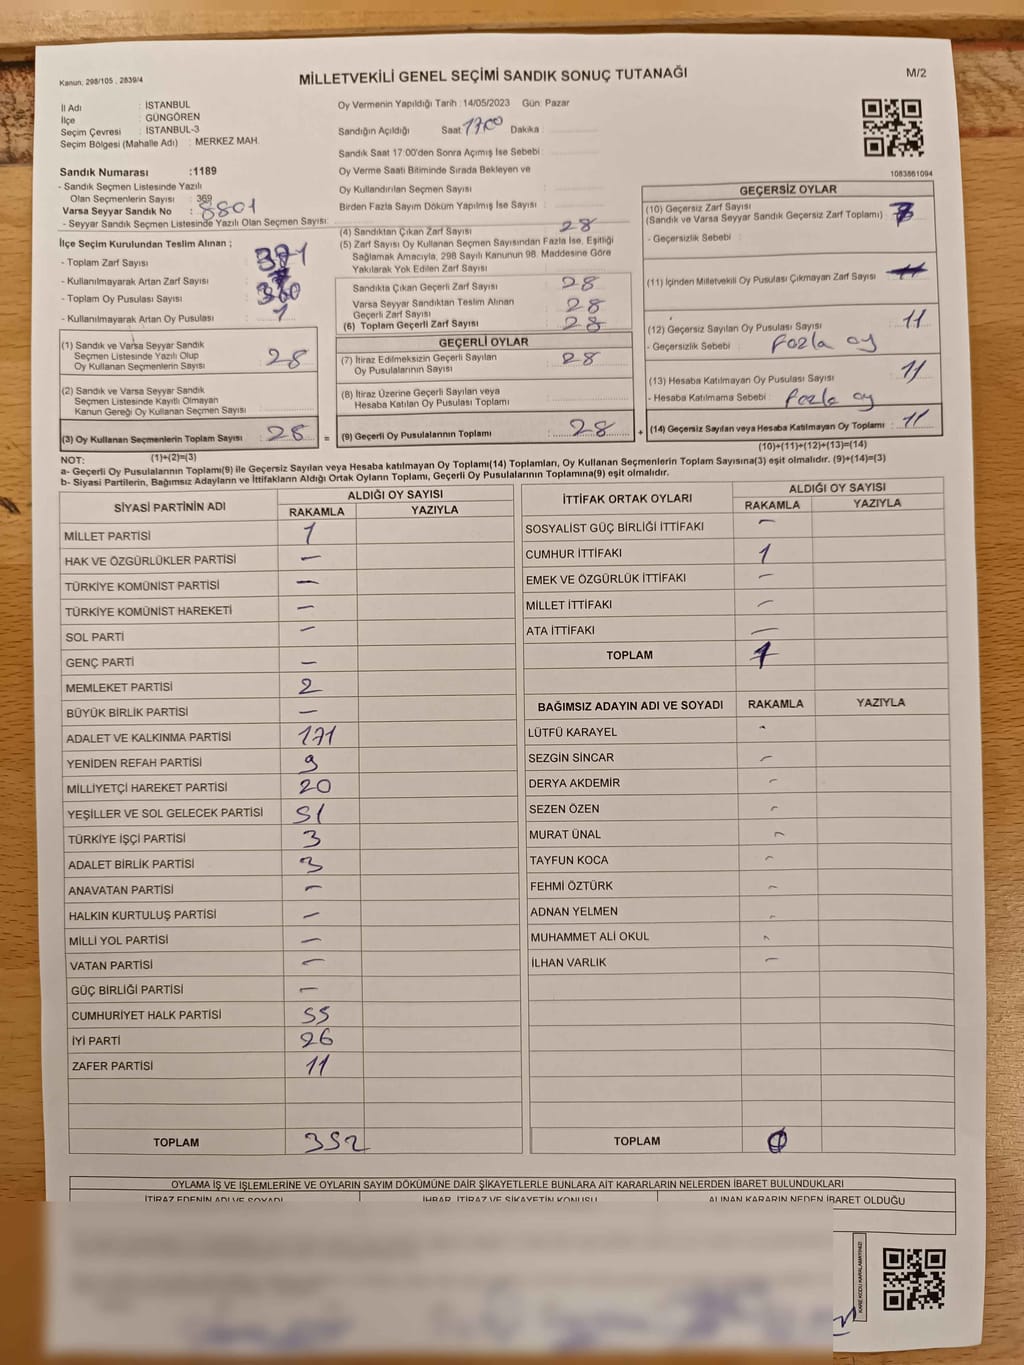 Kanun: 298/105 , 2839/4
MİLLETVEKİLİ GENEL SEÇİMİ SANDIK SONUÇ TUTANAĞI
M/2
İl Adı : İSTANBUL
İlçe : GÜNGÖREN
Seçim Çevresi : İSTANBUL-3
Seçim Bölgesi (Mahalle Adı) : MERKEZ MAH.
Oy Vermenin Yapıldığı Tarih : 14/05/2023 Gün: Pazar
Sandığın Açıldığı Saat: 17:00 Dakika :
Sandık Saat 17:00'den Sonra Açımış İse Sebebi :
Oy Verme Saati Bitiminde Sırada Bekleyen ve
Oy Kullandırılan Seçmen Sayısı :
Birden Fazla Sayım Döküm Yapılmış İse Sayısı :
1083861094
Sandık Numarası :1189
- Sandık Seçmen Listesinde Yazılı
Olan Seçmenlerin Sayısı : 369
Varsa Seyyar Sandık No : 8801
- Seyyar Sandık Seçmen Listesinde Yazılı Olan Seçmen Sayısı:
İlçe Seçim Kurulundan Teslim Alınan ;
- Toplam Zarf Sayısı :
- Kullanılmayarak Artan Zarf Sayısı :
- Toplam Oy Pusulası Sayısı :
- Kullanılmayarak Artan Oy Pusulası : 1
(1) Sandık ve Varsa Seyyar Sandık
Seçmen Listesinde Yazılı Olup
Oy Kullanan Seçmenlerin Sayısı : 28
(2) Sandık ve Varsa Seyyar Sandık
Seçmen Listesinde Kayıtlı Olmayan
Kanun Gereği Oy Kullanan Seçmen Sayısı :
(3) Oy Kullanan Seçmenlerin Toplam Sayısı : 28
(1)+(2)=(3)
(4) Sandıktan Çıkan Zarf Sayısı : 28
(5) Zarf Sayısı Oy Kullanan Seçmen Sayısından Fazla İse, Eşitliği
Sağlamak Amacıyla, 298 Sayılı Kanunun 98. Maddesine Göre
Yakılarak Yok Edilen Zarf Sayısı :
Sandıkta Çıkan Geçerli Zarf Sayısı : 28
Varsa Seyyar Sandıktan Teslim Alınan
Geçerli Zarf Sayısı : 28
(6) Toplam Geçerli Zarf Sayısı : 28
GEÇERLİ OYLAR
(7) İtiraz Edilmeksizin Geçerli Sayılan
Oy Pusulalarının Sayısı : 28
(8) İtiraz Üzerine Geçerli Sayılan veya
Hesaba Katılan Oy Pusulası Toplamı :
= (9) Geçerli Oy Pusulalarının Toplamı : 28 +
GEÇERSİZ OYLAR
(10) Geçersiz Zarf Sayısı
(Sandık ve Varsa Seyyar Sandık Geçersiz Zarf Toplamı) :
- Geçersizlik Sebebi :
(11) İçinden Milletvekili Oy Pusulası Çıkmayan Zarf Sayısı :
(12) Geçersiz Sayılan Oy Pusulası Sayısı : 11
- Geçersizlik Sebebi : Fazla oy
(13) Hesaba Katılmayan Oy Pusulası Sayısı : 11
- Hesaba Katılmama Sebebi : Fazla oy
(14) Geçersiz Sayılan veya Hesaba Katılmayan Oy Toplamı : 11
(10)+(11)+(12)+(13)=(14)
NOT:
a- Geçerli Oy Pusulalarının Toplamı(9) ile Geçersiz Sayılan veya Hesaba katılmayan Oy Toplamı(14) Toplamları, Oy Kullanan Seçmenlerin Toplam Sayısına(3) eşit olmalıdır. (9)+(14)=(3)
b- Siyasi Partilerin, Bağımsız Adayların ve İttifakların Aldığı Ortak Oyların Toplamı, Geçerli Oy Pusulalarının Toplamına(9) eşit olmalıdır.
SİYASİ PARTİNİN ADI ALDIĞI OY SAYISI
RAKAMLA YAZIYLA
MİLLET PARTİSİ 1
HAK VE ÖZGÜRLÜKLER PARTİSİ —
TÜRKİYE KOMÜNİST PARTİSİ —
TÜRKİYE KOMÜNİST HAREKETİ —
SOL PARTİ —
GENÇ PARTİ —
MEMLEKET PARTİSİ 2
BÜYÜK BİRLİK PARTİSİ —
ADALET VE KALKINMA PARTİSİ 171
YENİDEN REFAH PARTİSİ 9
MİLLİYETÇİ HAREKET PARTİSİ 20
YEŞİLLER VE SOL GELECEK PARTİSİ 51
TÜRKİYE İŞÇİ PARTİSİ 3
ADALET BİRLİK PARTİSİ 3
ANAVATAN PARTİSİ —
HALKIN KURTULUŞ PARTİSİ —
MİLLİ YOL PARTİSİ —
VATAN PARTİSİ —
GÜÇ BİRLİĞİ PARTİSİ —
CUMHURİYET HALK PARTİSİ 55
İYİ PARTİ 26
ZAFER PARTİSİ 11
TOPLAM 352
İTTİFAK ORTAK OYLARI ALDIĞI OY SAYISI
RAKAMLA YAZIYLA
SOSYALİST GÜÇ BİRLİĞİ İTTİFAKI —
CUMHUR İTTİFAKI 1
EMEK VE ÖZGÜRLÜK İTTİFAKI —
MİLLET İTTİFAKI —
ATA İTTİFAKI —
TOPLAM 1
BAĞIMSIZ ADAYIN ADI VE SOYADI RAKAMLA YAZIYLA
LÜTFÜ KARAYEL -
SEZGİN SİNCAR -
DERYA AKDEMİR -
SEZEN ÖZEN -
MURAT ÜNAL -
TAYFUN KOCA -
FEHMİ ÖZTÜRK -
ADNAN YELMEN -
MUHAMMET ALİ OKUL -
İLHAN VARLIK -
TOPLAM 0
OYLAMA İŞ VE İŞLEMLERİNE VE OYLARIN SAYIM DÖKÜMÜNE DAİR ŞİKAYETLERLE BUNLARA AİT KARARLARIN NELERDEN İBARET BULUNDUKLARI
İTİRAZ EDENİN ADI VE SOYADI İHBAR, İTİRAZ VE ŞİKAYETİN KONUSU ALINAN KARARIN NEDEN İBARET OLDUĞU
KARE KODU KARALAMAYINIZ!